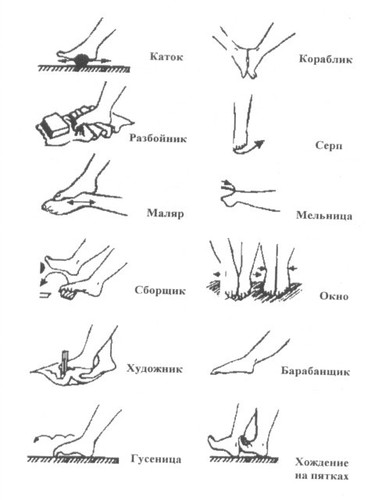 Каток
Кораблик
Разбойник
Серп
Маляр
Мельница
Сборщик
Окно
Художник
Барабанщик
Гусеница
Хождение
на пятках